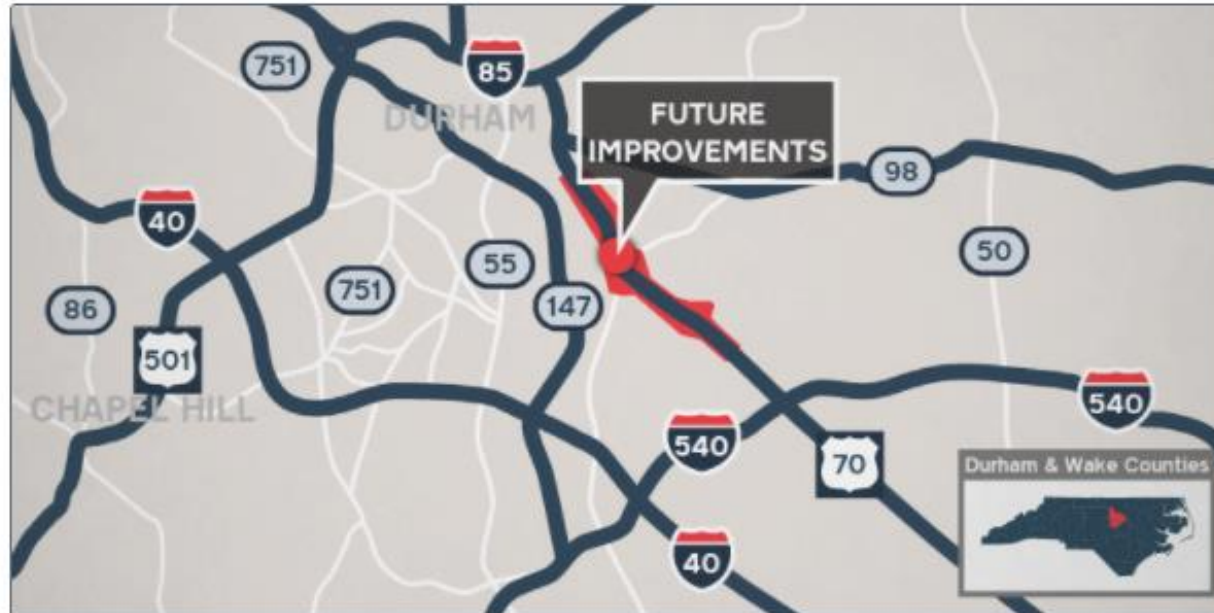 751
85
DURHAM
FUTURE
IMPROVEMENTS
98
40
55
50
751
147
86
501
CHAPEL HILL
540
540
70
Durham & Wake Counties
40